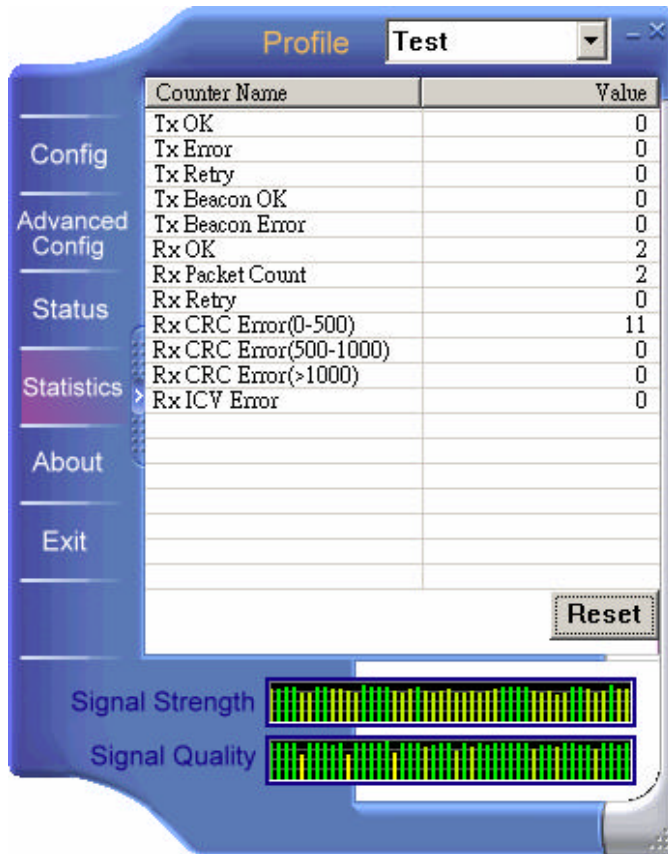 Profile Test
Counter Name Value
Tx OK 0
Tx Error 0
Tx Retry 0
Tx Beacon OK 0
Tx Beacon Error 0
Rx OK 2
Rx Packet Count 2
Rx Retry 0
Rx CRC Error(0-500) 11
Rx CRC Error(500-1000) 0
Rx CRC Error(>1000) 0
Rx ICV Error 0
Config
Advanced
Config
Status
Statistics
About
Exit
Reset
Signal Strength
Signal Quality